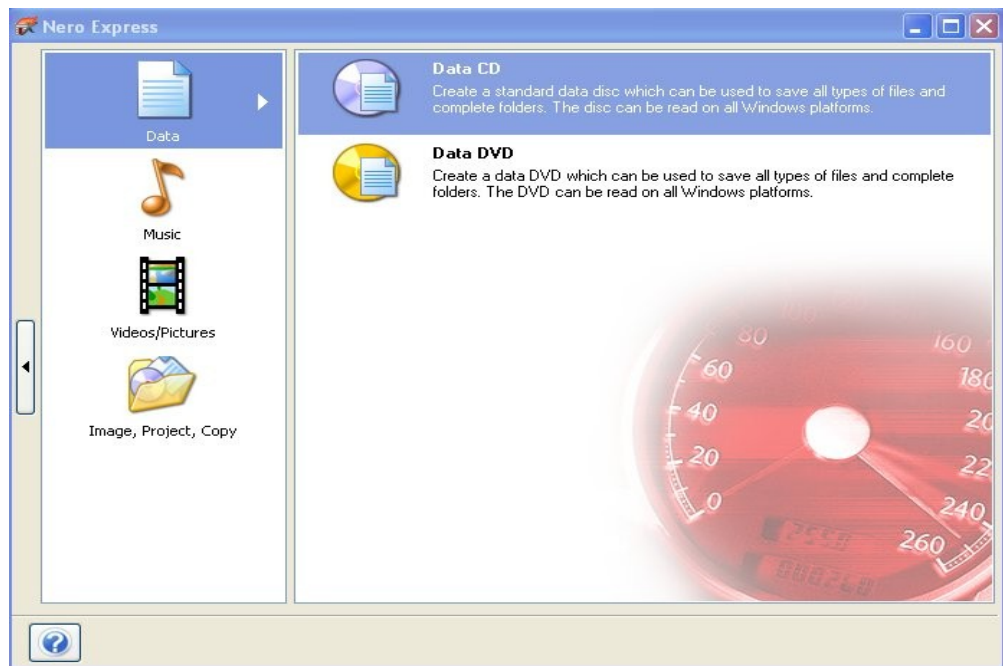 Nero Express
Data
Music
Videos/Pictures
Image, Project, Copy
Data CD
Create a standard data disc which can be used to save all types of files and
complete folders. The disc can be read on all Windows platforms.
Data DVD
Create a data DVD which can be used to save all types of files and complete
folders. The DVD can be read on all Windows platforms.
100
80
60
40
20
0
160
180
20
22
240
260